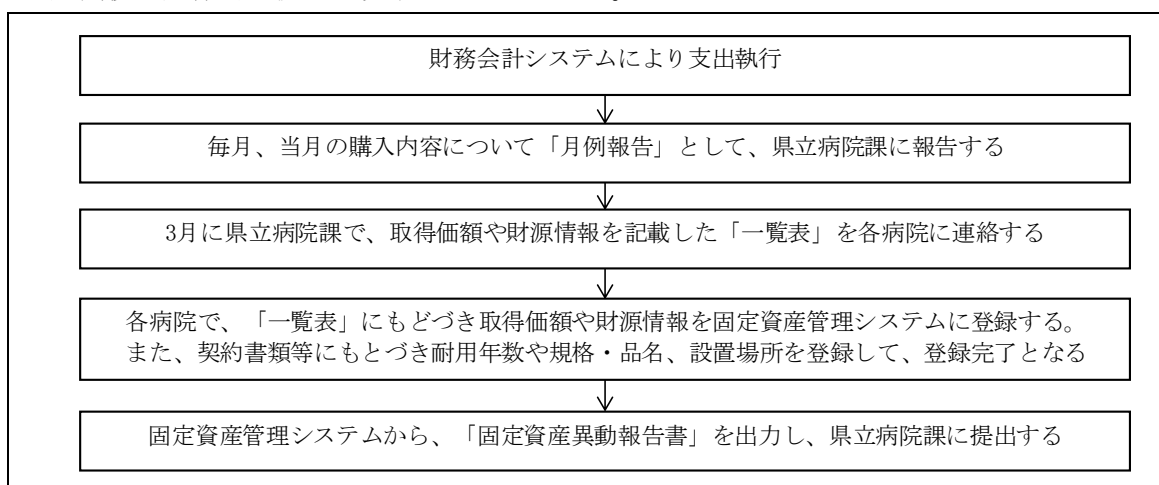 財務会計システムにより支出執行
毎月、当月の購入内容について「月例報告」として、県立病院課に報告する
3月に県立病院課で、取得価額や財源情報を記載した「一覧表」を各病院に連絡する
各病院で、「一覧表」にもどづき取得価額や財源情報を固定資産管理システムに登録する。
また、契約書類等にもとづき耐用年数や規格・品名、設置場所を登録して、登録完了となる
固定資産管理システムから、「固定資産異動報告書」を出力し、県立病院課に提出する